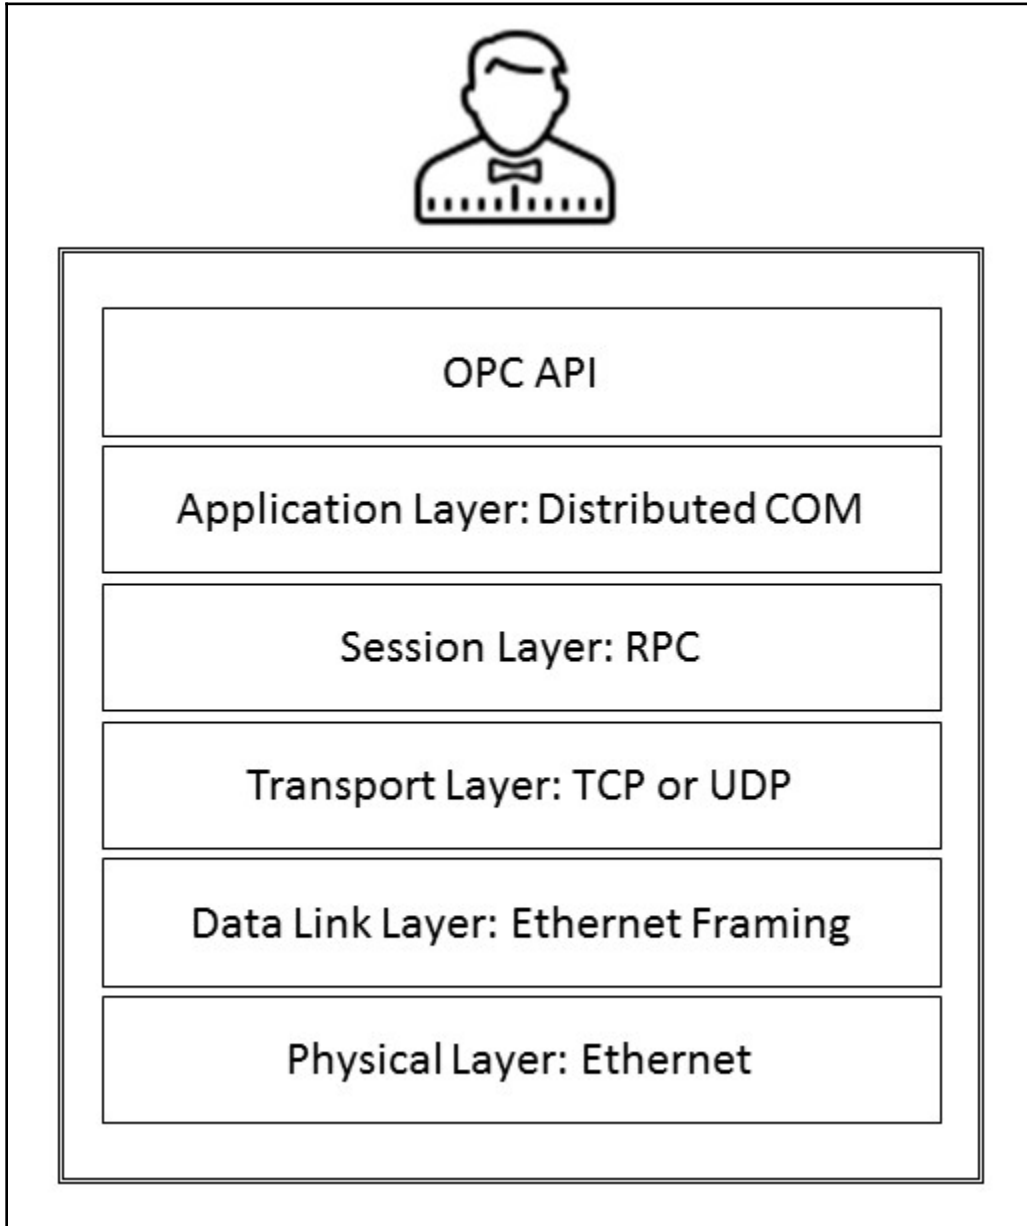 OPC API
Application Layer: Distributed COM
Session Layer: RPC
Transport Layer: TCP or UDP
Data Link Layer: Ethernet Framing
Physical Layer: Ethernet